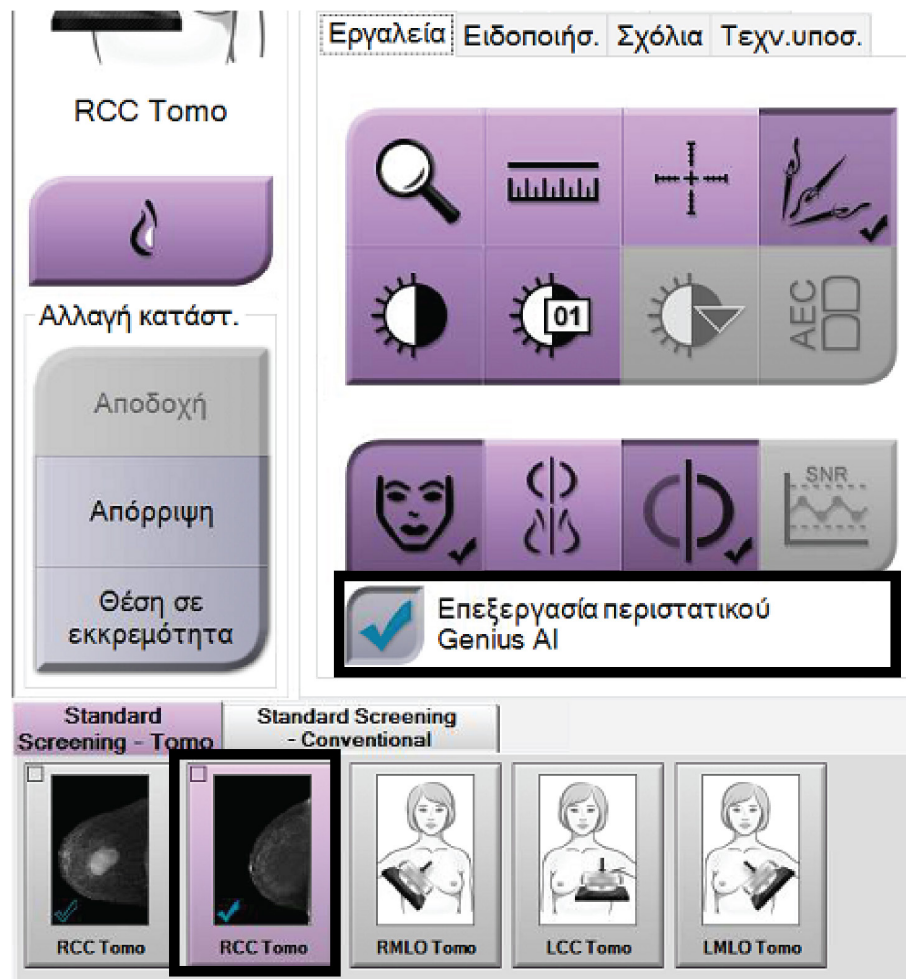 RCC Tomo
Αλλαγή κατάστ.
Αποδοχή
Απόρριψη
Θέση σε
εκκρεμότητα
Εργαλεία Ειδοποιήσ. Σχόλια Τεχν.υποσ.
01
AEC
SNR
Επεξεργασία περιστατικού
Genius AI
Standard
Screening - Tomo
Standard Screening
- Conventional
RCC Tomo
RCC Tomo
RMLO Tomo
LCC Tomo
LMLO Tomo